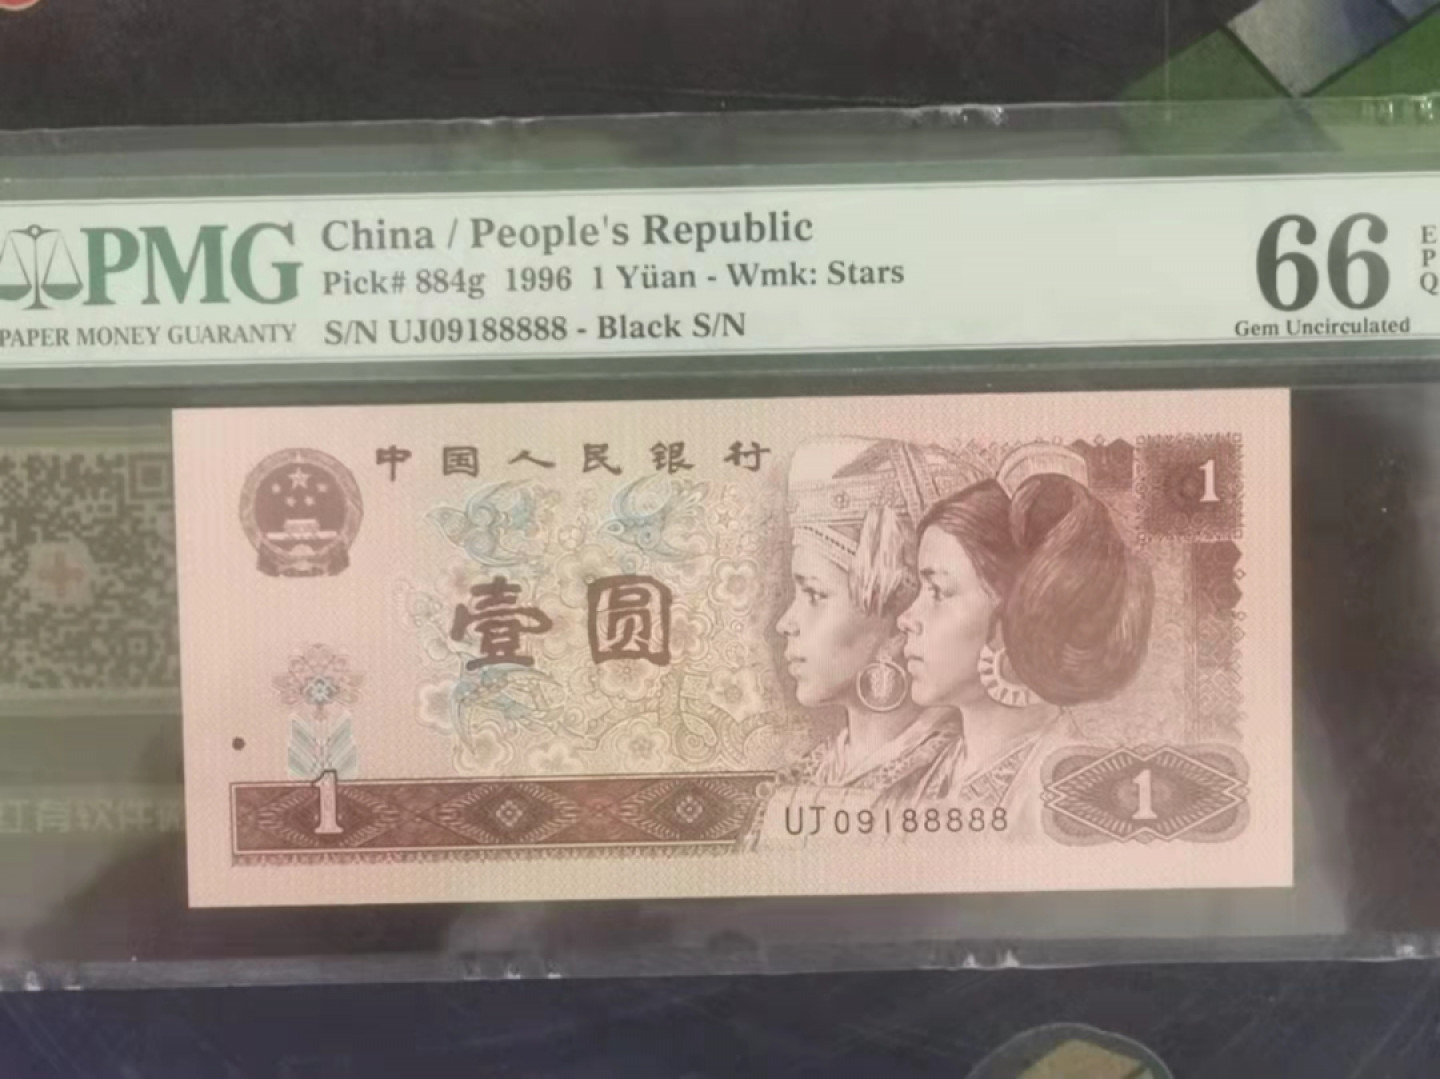 PMG
PAPER MONEY GUARANTY
China / People's Republic
Pick# 884g 1996 1 Yüan - Wmk: Stars
S/N UJ09188888 - Black S/N
66
EPQ
Gem Uncirculated
中国人民银行
1
壹圆
1
UJ09188888
1